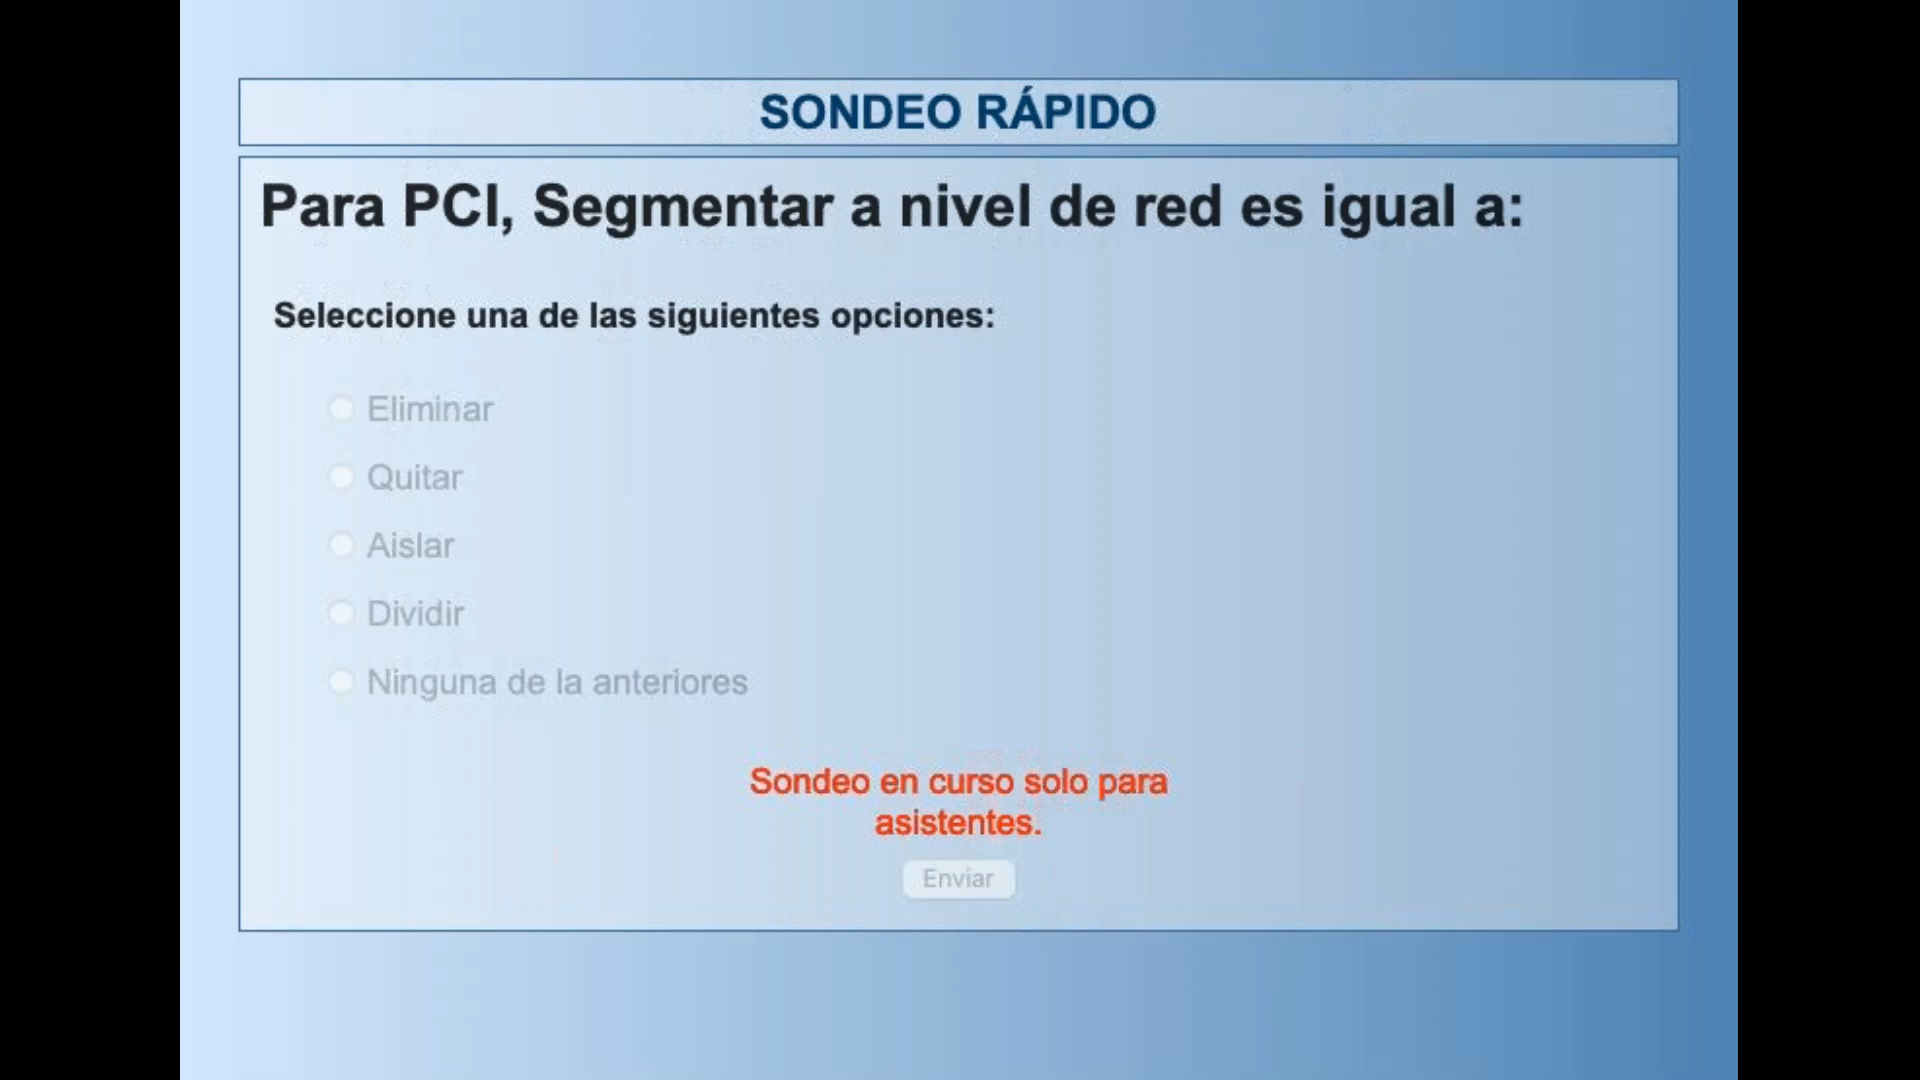 SONDEO RÁPIDO
Para PCI, Segmentar a nivel de red es igual a:
Seleccione una de las siguientes opciones:
Eliminar
Quitar
Aislar
Dividir
Ninguna de la anteriores
Sondeo en curso solo para
asistentes.
Enviar